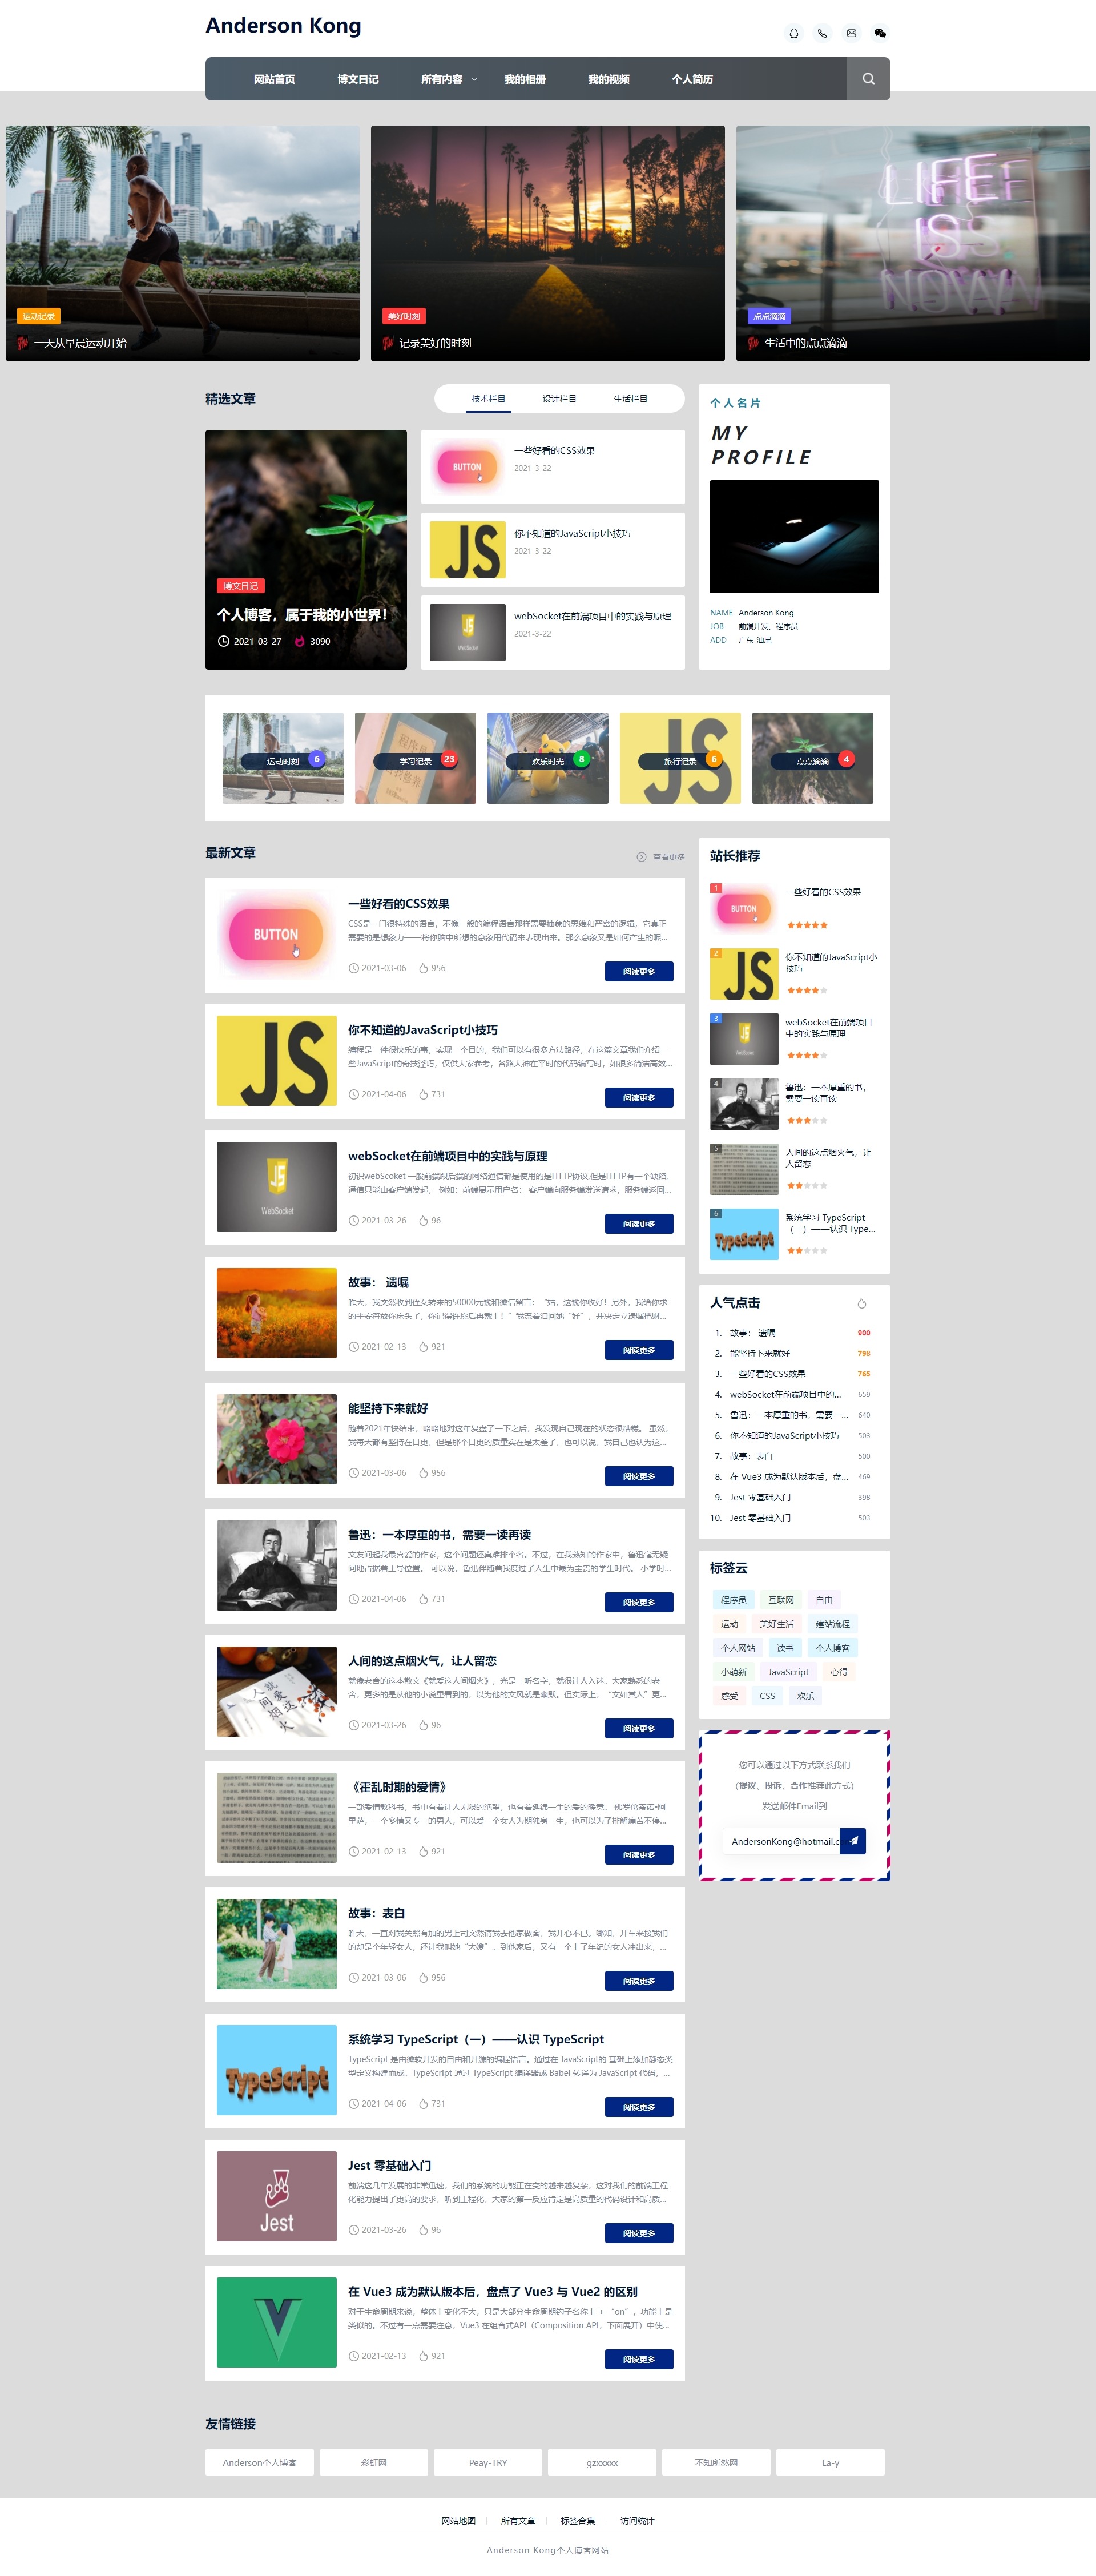 Anderson Kong
网站首页 博文日记 所有内容 我的相册 我的视频 个人简历
LIFE
IS
NOW
运动记录
一天从早晨运动开始
美好时刻
记录美好的时刻
点点滴滴
生活中的点点滴滴
精选文章
技术栏目 设计栏目 生活栏目
博文日记
个人博客，属于我的小世界！
2021-03-27 3090
BUTTON
一些好看的CSS效果
2021-3-22
JS
你不知道的JavaScript小技巧
2021-3-22
JS
WebSocket
webSocket在前端项目中的实践与原理
2021-3-22
个人名片
MY
PROFILE
NAME Anderson Kong
JOB 前端开发、程序员
ADD 广东-汕尾
运动时刻 6
学习记录 23
欢乐时光 8
旅行记录 6
点点滴滴 4
最新文章
查看更多
BUTTON
一些好看的CSS效果
CSS是一门很特殊的语言，不像一般的编程语言那样需要抽象的思维和严密的逻辑，它真正
需要的是想象力——将你脑中所想的意象用代码来表现出来。那么意象又是如何产生的呢...
2021-03-06 956
阅读更多
JS
你不知道的JavaScript小技巧
编程是一件很快乐的事，实现一个目的，我们可以有很多方法路径，在这篇文章我们介绍一
些JavaScript的奇技淫巧，仅供大家参考，各路大神在平时的代码编写时，如很多简洁高效...
2021-04-06 731
阅读更多
JS
WebSocket
webSocket在前端项目中的实践与原理
初识webScoket 一般前端跟后端的网络通信都是使用的是HTTP协议,但是HTTP有一个缺陷,
通信只能由客户端发起， 例如：前端展示用户名： 客户端向服务端发送请求，服务端返回...
2021-03-26 96
阅读更多
故事： 遗嘱
昨天，我突然收到侄女转来的50000元钱和微信留言：“姑，这钱你收好！另外，我给你求
的平安符放你床头了，你记得许愿后再戴上！”我流着泪回她“好”，并决定立遗嘱把财...
2021-02-13 921
阅读更多
能坚持下来就好
随着2021年快结束，略略地对这年复盘了一下之后，我发现自己现在的状态很糟糕。 虽然，
我每天都有坚持在日更，但是那个日更的质量实在是太差了，也可以说，我自己也认为这...
2021-03-06 956
阅读更多
鲁迅：一本厚重的书，需要一读再读
文友问起我最喜爱的作家，这个问题还真难排个名。不过，在我熟知的作家中，鲁迅毫无疑
问地占据着主导位置。 可以说，鲁迅伴随着我度过了人生中最为宝贵的学生时代。 小学时...
2021-04-06 731
阅读更多
人间的这点烟火气，让人留恋
就像老舍的这本散文《就爱这人间烟火》，光是一听名字，就很让人入迷。大家熟悉的老
舍，更多的是从他的小说里看到的，以为他的文风就是幽默。但实际上，“文如其人”更...
2021-03-26 96
阅读更多
《霍乱时期的爱情》
一部爱情教科书，书中有着让人无限的绝望，也有着延绵一生的爱的暖意。 佛罗伦蒂诺•阿
里萨，一个多情又专一的男人，可以爱一个女人为期独身一生，也可以为了排解痛苦不停...
2021-02-13 921
阅读更多
故事：表白
昨天，一直对我关照有加的男上司突然请我去他家做客，我开心不已。哪知，开车来接我们
的却是个年轻女人，还让我叫她“大嫂”。到他家后，又有一个上了年纪的女人冲出来，...
2021-03-06 956
阅读更多
TypeScript
系统学习 TypeScript（一）——认识 TypeScript
TypeScript 是由微软开发的自由和开源的编程语言。通过在 JavaScript的 基础上添加静态类
型定义构建而成。TypeScript 通过 TypeScript 编译器或 Babel 转译为 JavaScript 代码，...
2021-04-06 731
阅读更多
Jest
Jest 零基础入门
前端这几年发展的非常迅速，我们的系统的功能正在变的越来越复杂，这对我们的前端工程
化能力提出了更高的要求，听到工程化，大家的第一反应肯定是高质量的代码设计和高质...
2021-03-26 96
阅读更多
在 Vue3 成为默认版本后，盘点了 Vue3 与 Vue2 的区别
对于生命周期来说，整体上变化不大，只是大部分生命周期钩子名称上 + “on”，功能上是
类似的。不过有一点需要注意，Vue3 在组合式API（Composition API，下面展开）中使...
2021-02-13 921
阅读更多
站长推荐
1 BUTTON
一些好看的CSS效果
2 JS
你不知道的JavaScript小
技巧
3 JS
webSocket在前端项目
中的实践与原理
4
鲁迅：一本厚重的书，
需要一读再读
5
人间的这点烟火气，让
人留恋
6 TypeScript
系统学习 TypeScript
（一）——认识 Type...
人气点击
1. 故事： 遗嘱 900
2. 能坚持下来就好 798
3. 一些好看的CSS效果 765
4. webSocket在前端项目中的... 659
5. 鲁迅：一本厚重的书，需要一... 640
6. 你不知道的JavaScript小技巧 503
7. 故事：表白 500
8. 在 Vue3 成为默认版本后，盘... 469
9. Jest 零基础入门 398
10. Jest 零基础入门 503
标签云
程序员 互联网 自由
运动 美好生活 建站流程
个人网站 读书 个人博客
小萌新 JavaScript 心得
感受 CSS 欢乐
您可以通过以下方式联系我们
（提议、投诉、合作推荐此方式）
发送邮件Email到
AndersonKong@hotmail.c
友情链接
Anderson个人博客 彩虹网 Peay-TRY gzxxxxx 不知所然网 La-y
网站地图 所有文章 标签合集 访问统计
Anderson Kong个人博客网站